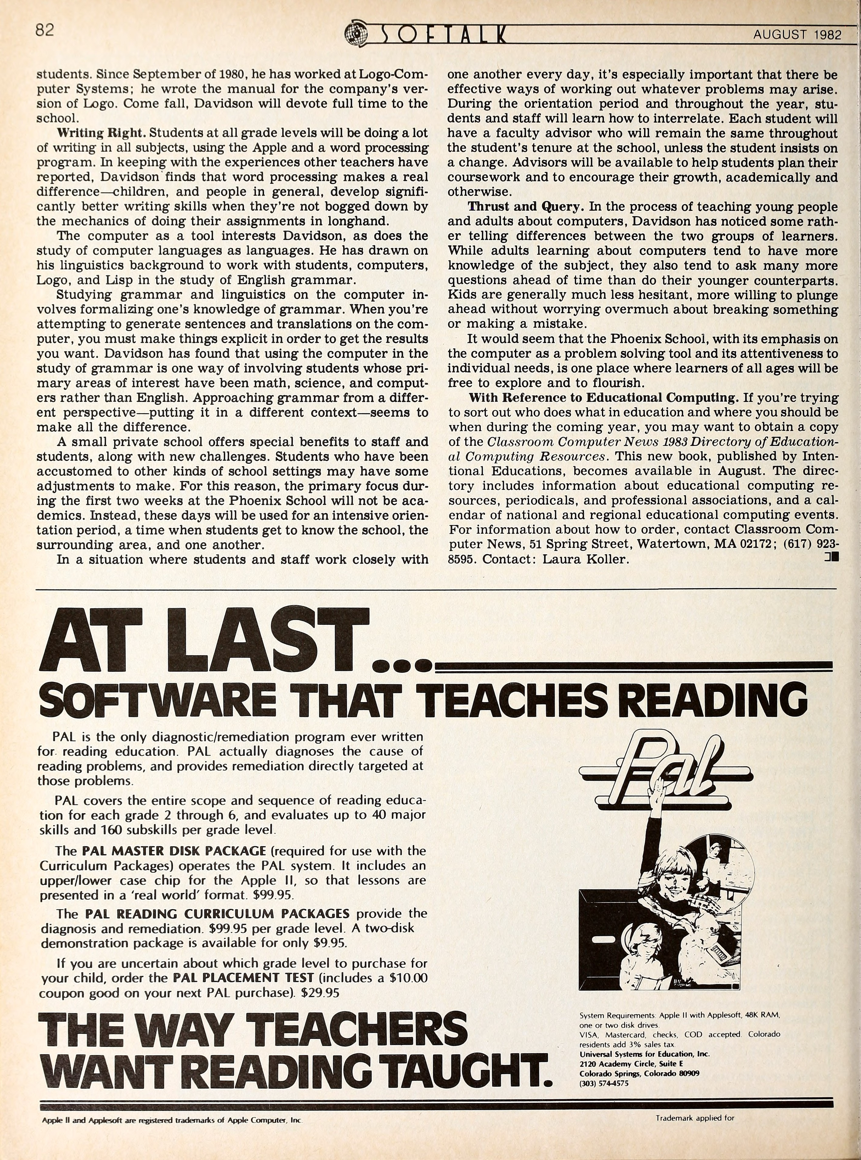 82
SOFTALK
AUGUST 1982
students. Since September of 1980, he has worked at Logo-Com-
puter Systems; he wrote the manual for the company's ver-
sion of Logo. Come fall, Davidson will devote full time to the
school.
Writing Right. Students at all grade levels will be doing a lot
of writing in all subjects, using the Apple and a word processing
program. In keeping with the experiences other teachers have
reported, Davidson finds that word processing makes a real
difference—children, and people in general, develop signifi-
cantly better writing skills when they're not bogged down by
the mechanics of doing their assignments in longhand.
The computer as a tool interests Davidson, as does the
study of computer languages as languages. He has drawn on
his linguistics background to work with students, computers,
Logo, and Lisp in the study of English grammar.
Studying grammar and linguistics on the computer in-
volves formalizing one's knowledge of grammar. When you're
attempting to generate sentences and translations on the com-
puter, you must make things explicit in order to get the results
you want. Davidson has found that using the computer in the
study of grammar is one way of involving students whose pri-
mary areas of interest have been math, science, and comput-
ers rather than English. Approaching grammar from a differ-
ent perspective—putting it in a different context—seems to
make all the difference.
A small private school offers special benefits to staff and
students, along with new challenges. Students who have been
accustomed to other kinds of school settings may have some
adjustments to make. For this reason, the primary focus dur-
ing the first two weeks at the Phoenix School will not be aca-
demics. Instead, these days will be used for an intensive orien-
tation period, a time when students get to know the school, the
surrounding area, and one another.
In a situation where students and staff work closely with
one another every day, it's especially important that there be
effective ways of working out whatever problems may arise.
During the orientation period and throughout the year, stu-
dents and staff will learn how to interrelate. Each student will
have a faculty advisor who will remain the same throughout
the student's tenure at the school, unless the student insists on
a change. Advisors will be available to help students plan their
coursework and to encourage their growth, academically and
otherwise.
Thrust and Query. In the process of teaching young people
and adults about computers, Davidson has noticed some rath-
er telling differences between the two groups of learners.
While adults learning about computers tend to have more
knowledge of the subject, they also tend to ask many more
questions ahead of time than do their younger counterparts.
Kids are generally much less hesitant, more willing to plunge
ahead without worrying overmuch about breaking something
or making a mistake.
It would seem that the Phoenix School, with its emphasis on
the computer as a problem solving tool and its attentiveness to
individual needs, is one place where learners of all ages will be
free to explore and to flourish.
With Reference to Educational Computing. If you're trying
to sort out who does what in education and where you should be
when during the coming year, you may want to obtain a copy
of the Classroom Computer News 1983 Directory of Education-
al Computing Resources. This new book, published by Inten-
tional Educations, becomes available in August. The direc-
tory includes information about educational computing re-
sources, periodicals, and professional associations, and a cal-
endar of national and regional educational computing events.
For information about how to order, contact Classroom Com-
puter News, 51 Spring Street, Watertown, MA 02172; (617) 923-
8595. Contact: Laura Koller.
AT LAST...
SOFTWARE THAT TEACHES READING
PAL is the only diagnostic/remediation program ever written
for reading education. PAL actually diagnoses the cause of
reading problems, and provides remediation directly targeted at
those problems.
PAL covers the entire scope and sequence of reading educa-
tion for each grade 2 through 6, and evaluates up to 40 major
skills and 160 subskills per grade level.
The PAL MASTER DISK PACKAGE (required for use with the
Curriculum Packages) operates the PAL system. It includes an
upper/lower case chip for the Apple II, so that lessons are
presented in a 'real world' format. $99.95.
The PAL READING CURRICULUM PACKAGES provide the
diagnosis and remediation. $99.95 per grade level. A two-disk
demonstration package is available for only $9.95.
If you are uncertain about which grade level to purchase for
your child, order the PAL PLACEMENT TEST (includes a $10.00
coupon good on your next PAL purchase). $29.95
THE WAY TEACHERS
WANT READING TAUGHT.
Pal
System Requirements: Apple II with Applesoft, 48K RAM,
one or two disk drives.
VISA, Mastercard, checks, COD accepted. Colorado
residents add 3% sales tax.
Universal Systems for Education, Inc.
2120 Academy Circle, Suite E
Colorado Springs, Colorado 80909
(303) 574-4575
Apple II and Applesoft are registered trademarks of Apple Computer, Inc
Trademark applied for